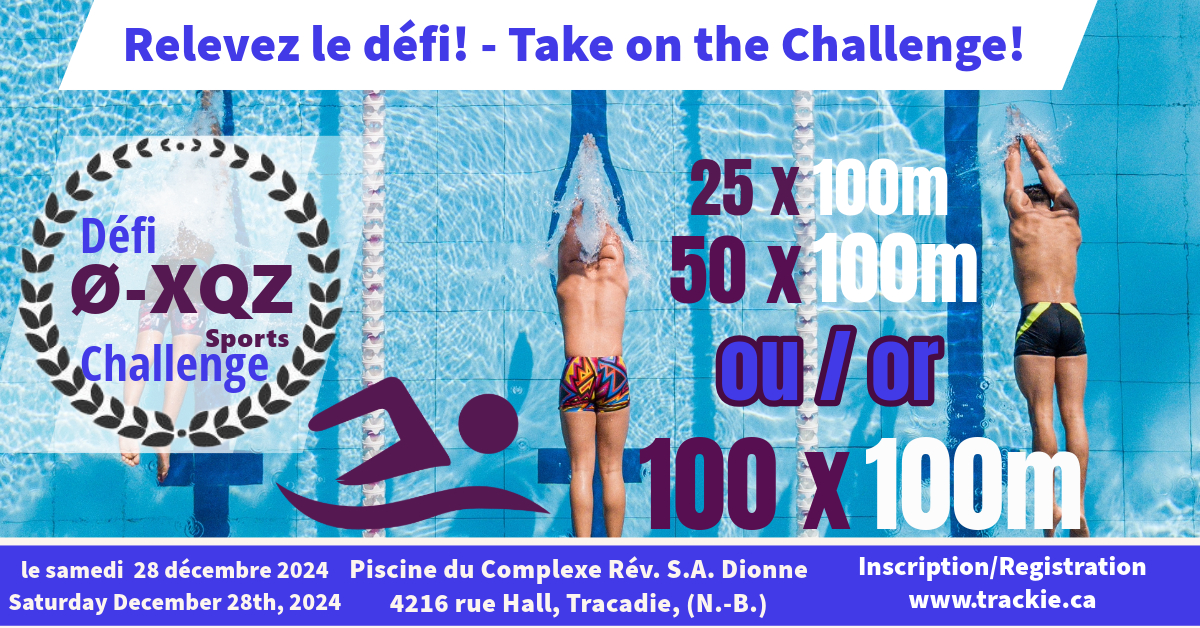 Relevez le défi! - Take on the Challenge!
Défi
Ø-XQZ
Sports
Challenge
25 x 100m
50 x 100m
ou / or
100 x 100m
le samedi 28 décembre 2024
Saturday December 28th, 2024
Piscine du Complexe Rév. S.A. Dionne
4216 rue Hall, Tracadie, (N.-B.)
Inscription/Registration
www.trackie.ca